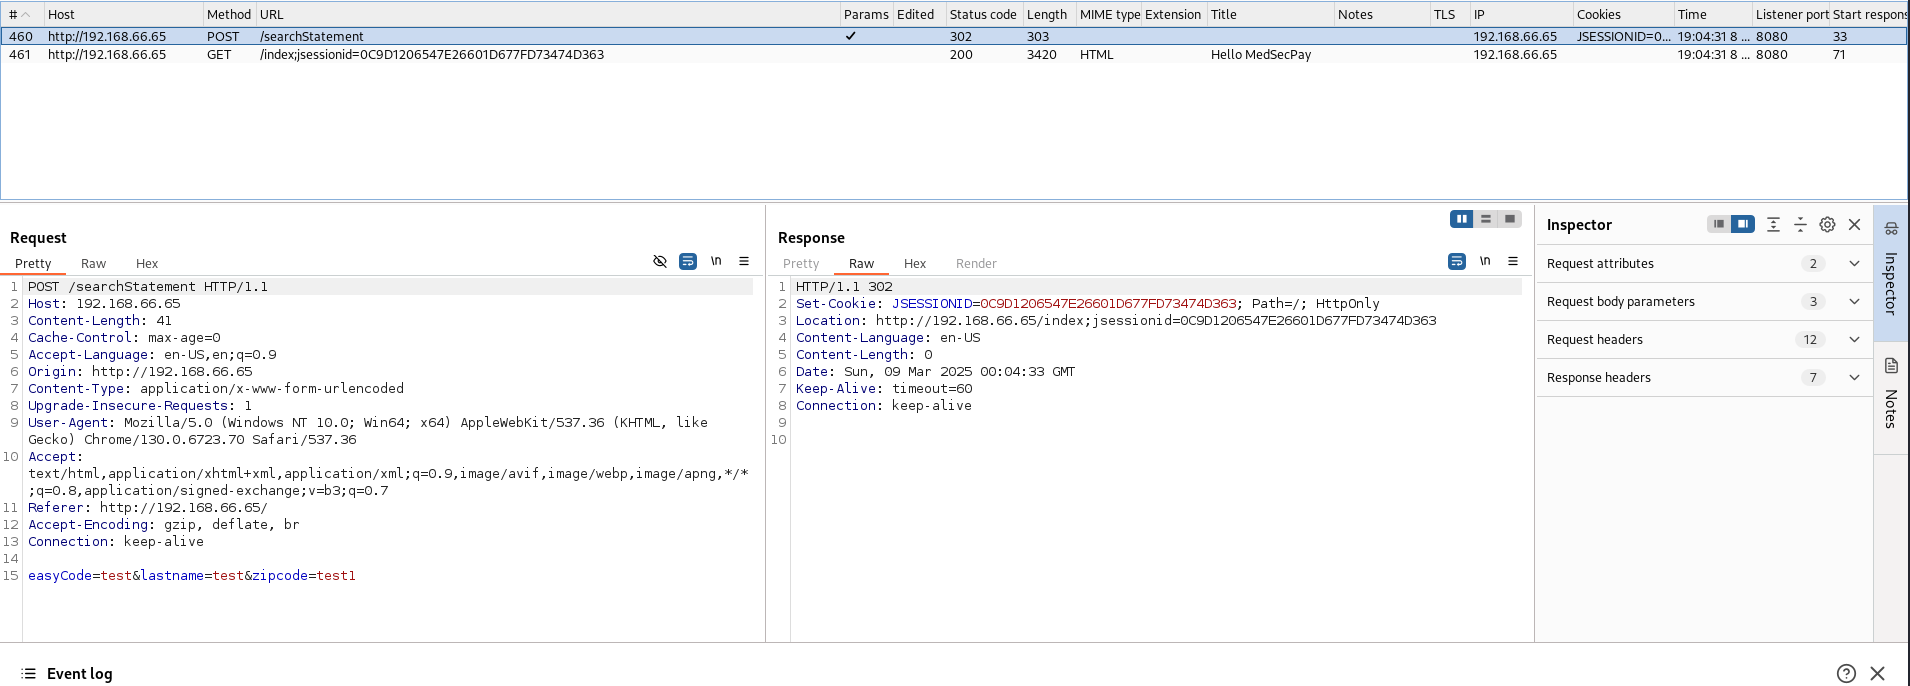 # Host Method URL Params Edited Status code Length MIME type Extension Title Notes TLS IP Cookies Time Listener port Start respons
460 http://192.168.66.65 POST /searchStatement ✓ 302 303 192.168.66.65 JSESSIONID=0... 19:04:31 8 ... 8080 33
461 http://192.168.66.65 GET /index;jsessionid=0C9D1206547E26601D677FD73474D363 200 3420 HTML Hello MedSecPay 192.168.66.65 19:04:31 8 ... 8080 71
Request
Pretty Raw Hex \n
1 POST /searchStatement HTTP/1.1
2 Host: 192.168.66.65
3 Content-Length: 41
4 Cache-Control: max-age=0
5 Accept-Language: en-US,en;q=0.9
6 Origin: http://192.168.66.65
7 Content-Type: application/x-www-form-urlencoded
8 Upgrade-Insecure-Requests: 1
9 User-Agent: Mozilla/5.0 (Windows NT 10.0; Win64; x64) AppleWebKit/537.36 (KHTML, like
Gecko) Chrome/130.0.6723.70 Safari/537.36
10 Accept:
text/html,application/xhtml+xml,application/xml;q=0.9,image/avif,image/webp,image/apng,*/*
;q=0.8,application/signed-exchange;v=b3;q=0.7
11 Referer: http://192.168.66.65/
12 Accept-Encoding: gzip, deflate, br
13 Connection: keep-alive
14
15 easyCode=test&lastname=test&zipcode=test1
Response
Pretty Raw Hex Render \n
1 HTTP/1.1 302
2 Set-Cookie: JSESSIONID=0C9D1206547E26601D677FD73474D363; Path=/; HttpOnly
3 Location: http://192.168.66.65/index;jsessionid=0C9D1206547E26601D677FD73474D363
4 Content-Language: en-US
5 Content-Length: 0
6 Date: Sun, 09 Mar 2025 00:04:33 GMT
7 Keep-Alive: timeout=60
8 Connection: keep-alive
9
10
Inspector
Request attributes 2
Request body parameters 3
Request headers 12
Response headers 7
Inspector
Notes
Event log